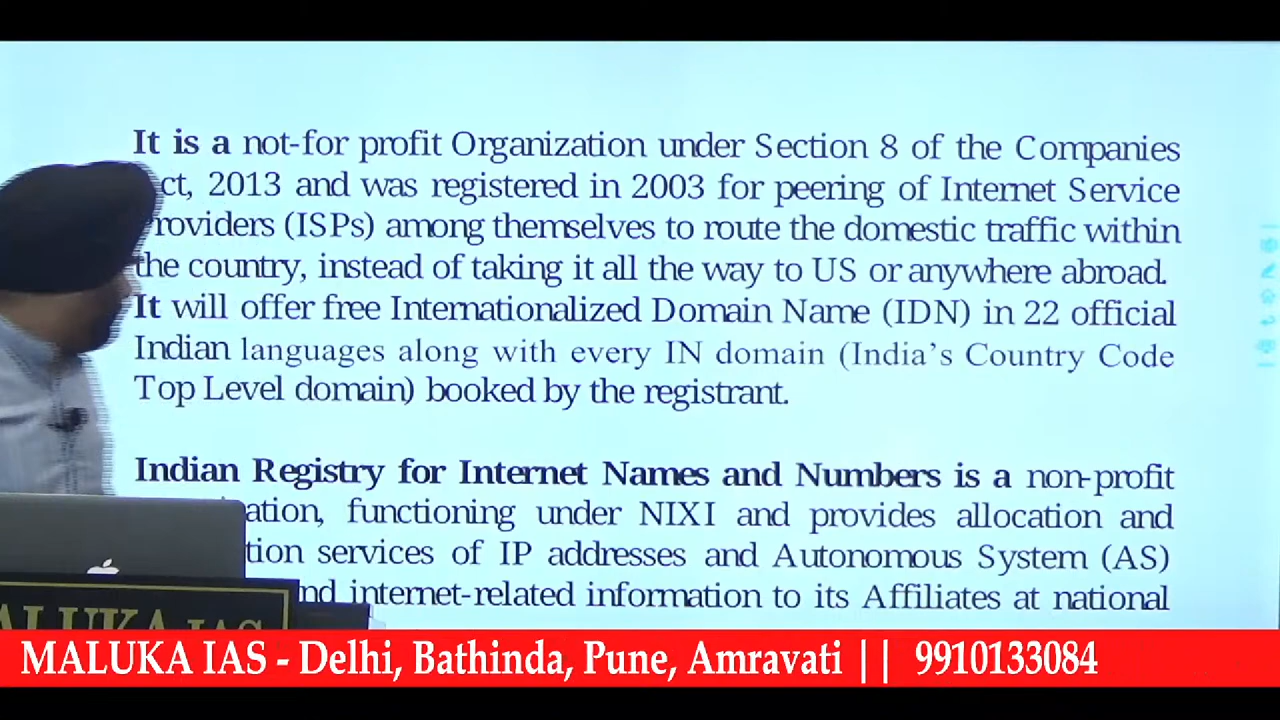 It is a not-for profit Organization under Section 8 of the Companies
ct, 2013 and was registered in 2003 for peering of Internet Service
roviders (ISPs) among themselves to route the domestic traffic within
the country, instead of taking it all the way to US or anywhere abroad.
It will offer free Internationalized Domain Name (IDN) in 22 official
Indian languages along with every IN domain (India's Country Code
Top Level domain) booked by the registrant.
Indian Registry for Internet Names and Numbers is a non-profit
ation, functioning under NIXI and provides allocation and
tion services of IP addresses and Autonomous System (AS)
nd internet-related information to its Affiliates at national
MALUKA IAS
MALUKA IAS - Delhi, Bathinda, Pune, Amravati || 9910133084